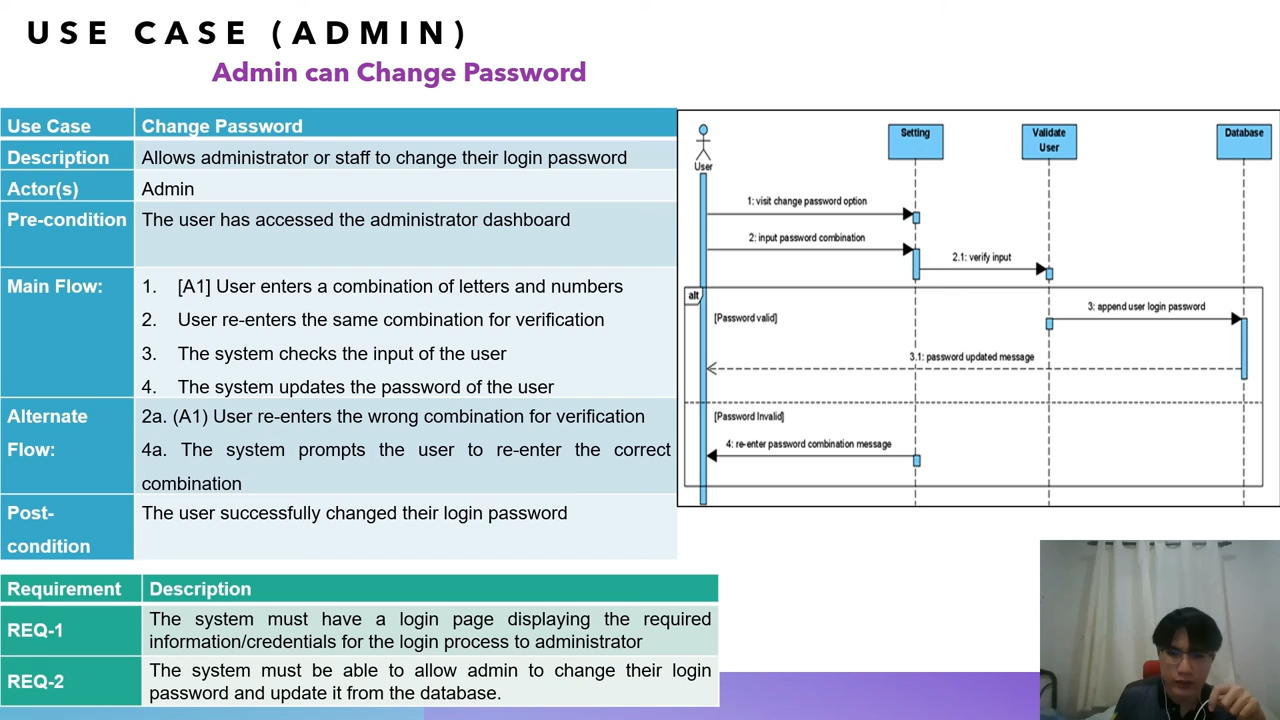 USE CASE (ADMIN)
Admin can Change Password
Use Case Change Password
Description Allows administrator or staff to change their login password
Actor(s) Admin
Pre-condition The user has accessed the administrator dashboard
Main Flow: 1. [A1] User enters a combination of letters and numbers
2. User re-enters the same combination for verification
3. The system checks the input of the user
4. The system updates the password of the user
Alternate 2a. (A1) User re-enters the wrong combination for verification
Flow: 4a. The system prompts the user to re-enter the correct
combination
Post- The user successfully changed their login password
condition
Setting
Validate
User
Database
User
1: visit change password option
2: input password combination
2.1: verify input
alt
3: append user login password
[Password valid]
3.1: password updated message
[Password Invalid]
4: re-enter password combination message
Requirement Description
REQ-1 The system must have a login page displaying the required
information/credentials for the login process to administrator
REQ-2 The system must be able to allow admin to change their login
password and update it from the database.